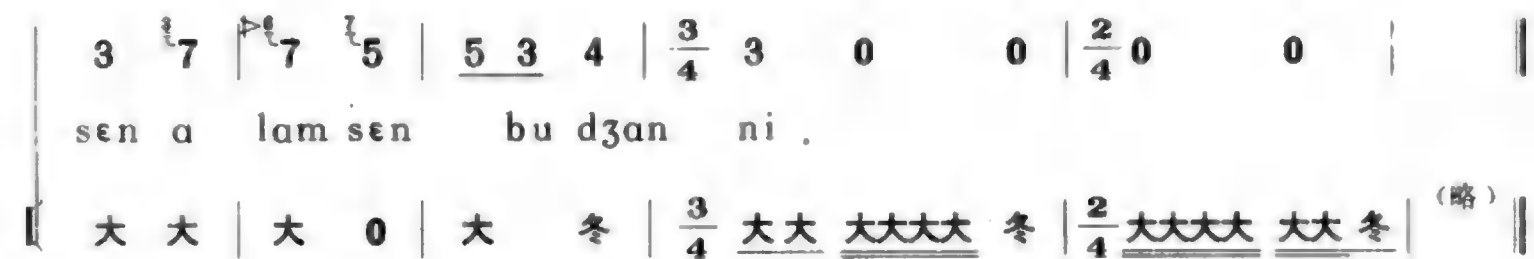 3 7 | 7 5 | 5 3 4 | 3/4 3 0 0 | 2/4 0 0
sɛn ɑ lɑm sɛn bu dʒɑn ni .
大 大 | 大 0 | 大 冬 | 3/4 大大 大大大大 冬 | 2/4 大大大大 大大 冬 | (略)